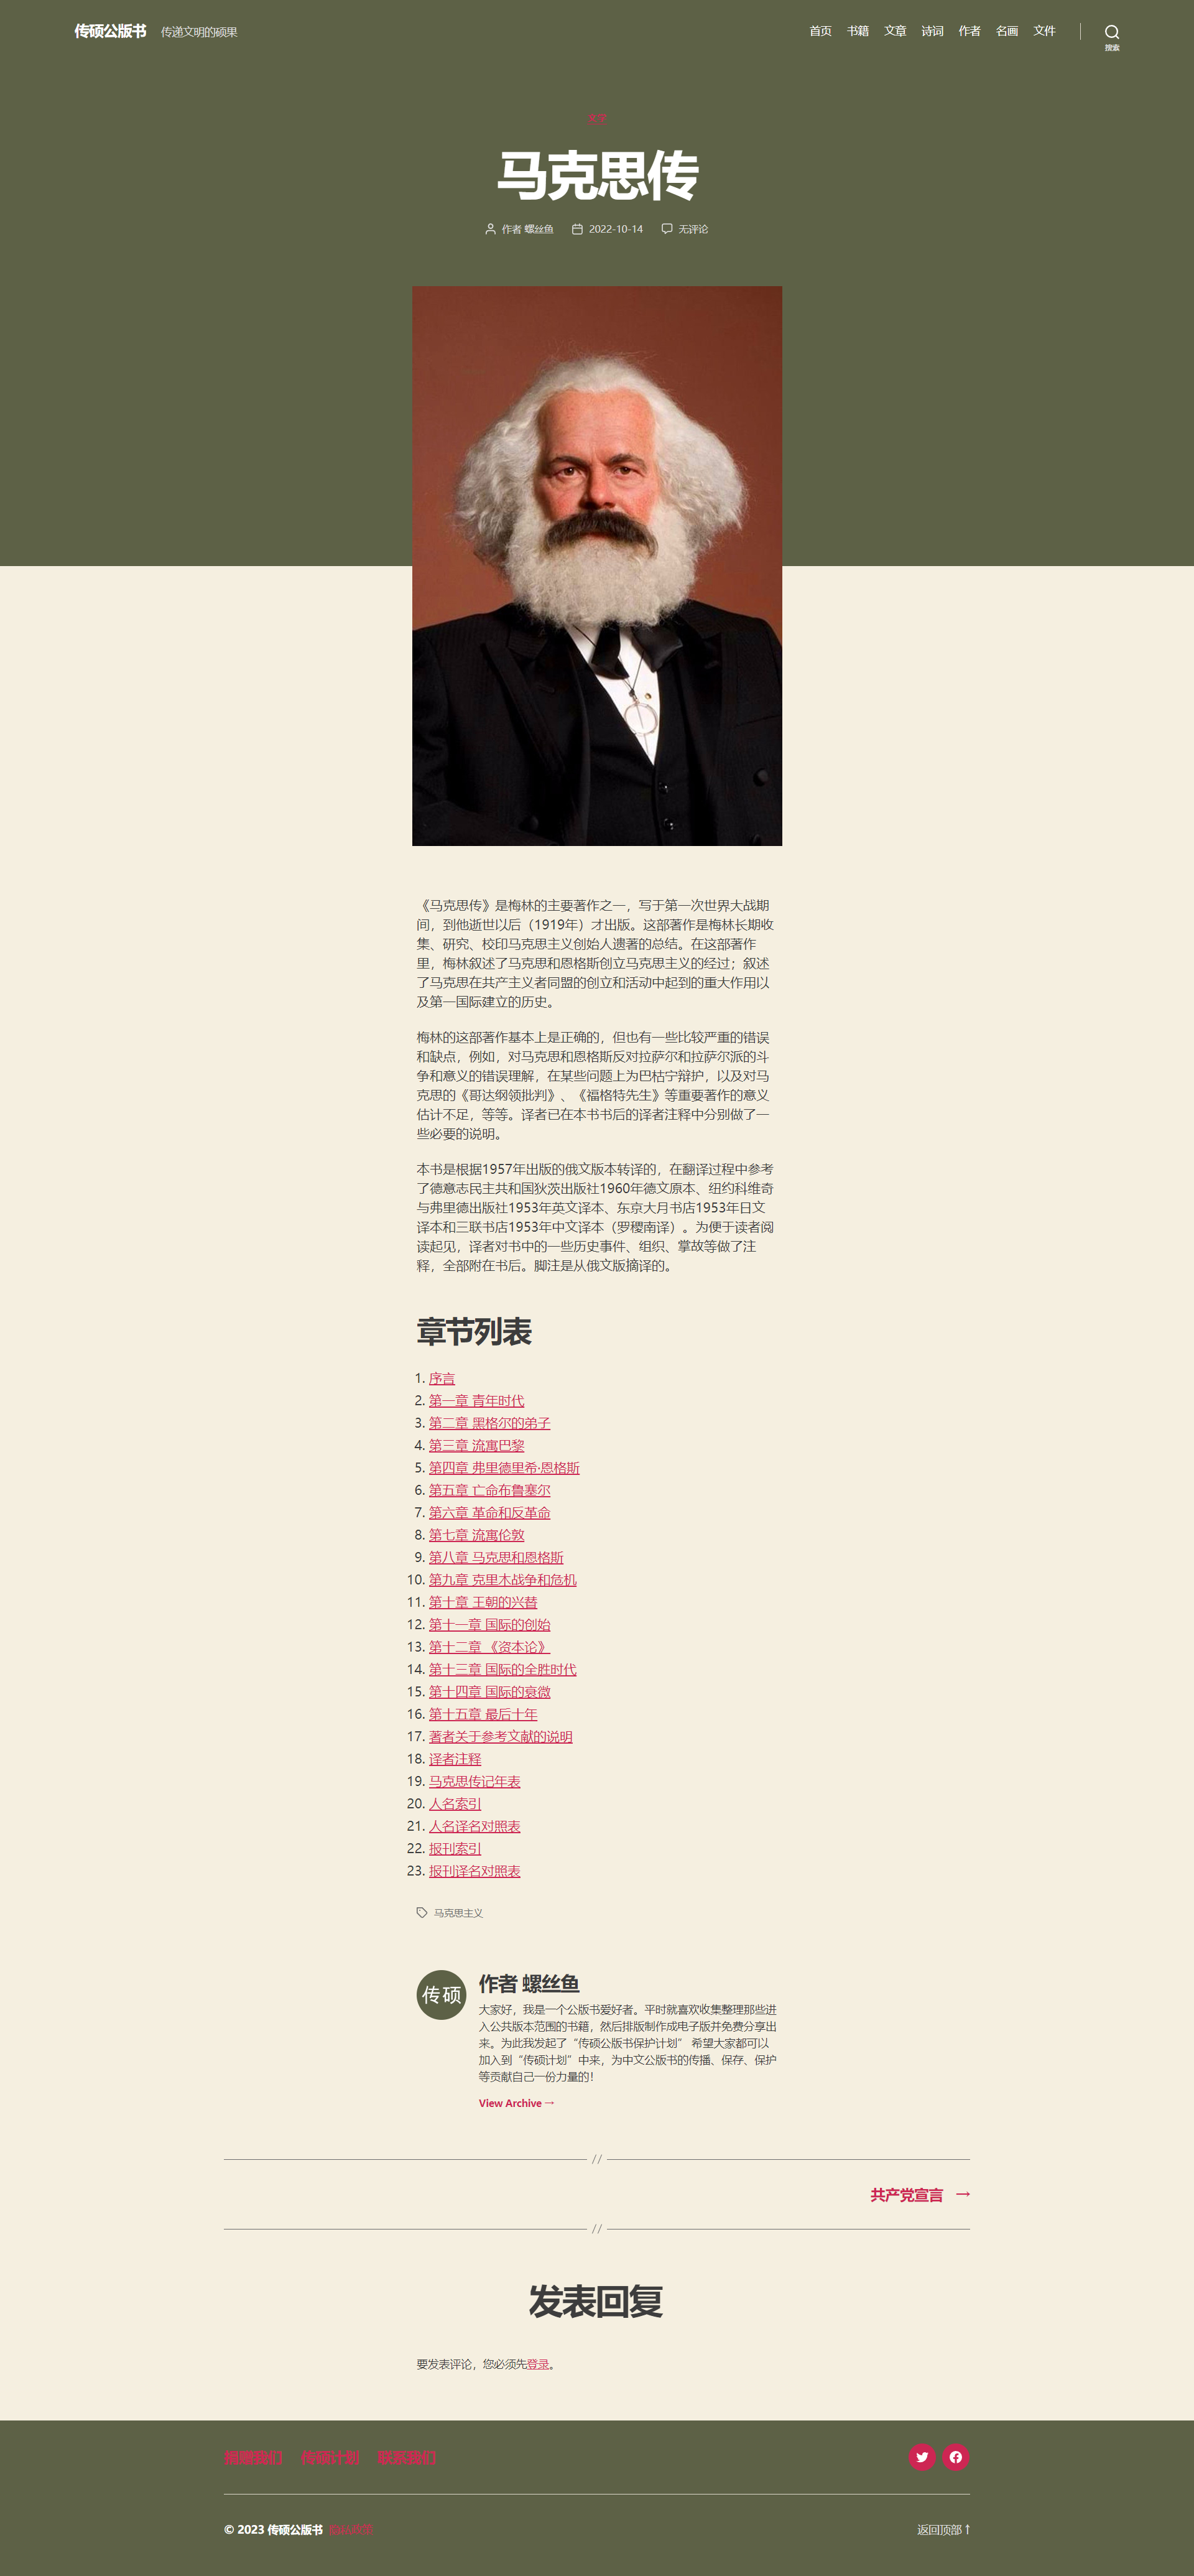 传硕公版书 传递文明的硕果
首页 书籍 文章 诗词 作者 名画 文件
搜索
马克思传
作者 螺丝鱼 2022-10-14 无评论
《马克思传》是梅林的主要著作之一，写于第一次世界大战期
间，到他逝世以后（1919年）才出版。这部著作是梅林长期收
集、研究、校印马克思主义创始人遗著的总结。在这部著作
里，梅林叙述了马克思和恩格斯创立马克思主义的经过；叙述
了马克思在共产主义者同盟的创立和活动中起到的重大作用以
及第一国际建立的历史。
梅林的这部著作基本上是正确的，但也有一些比较严重的错误
和缺点，例如，对马克思和恩格斯反对拉萨尔和拉萨尔派的斗
争和意义的错误理解，在某些问题上为巴枯宁辩护，以及对马
克思的《哥达纲领批判》、《福格特先生》等重要著作的意义
估计不足，等等。译者已在本书书后的译者注释中分别做了一
些必要的说明。
本书是根据1957年出版的俄文版本转译的，在翻译过程中参考
了德意志民主共和国狄茨出版社1960年德文原本、纽约科维奇
与弗里德出版社1953年英文译本、东京大月书店1953年日文
译本和三联书店1953年中文译本（罗稷南译）。为便于读者阅
读起见，译者对书中的一些历史事件、组织、掌故等做了注
释，全部附在书后。脚注是从俄文版摘译的。
章节列表
1. 序言
2. 第一章 青年时代
3. 第二章 黑格尔的弟子
4. 第三章 流寓巴黎
5. 第四章 弗里德里希·恩格斯
6. 第五章 亡命布鲁塞尔
7. 第六章 革命和反革命
8. 第七章 流寓伦敦
9. 第八章 马克思和恩格斯
10. 第九章 克里木战争和危机
11. 第十章 王朝的兴替
12. 第十一章 国际的创始
13. 第十二章 《资本论》
14. 第十三章 国际的全胜时代
15. 第十四章 国际的衰微
16. 第十五章 最后十年
17. 著者关于参考文献的说明
18. 译者注释
19. 马克思传记年表
20. 人名索引
21. 人名译名对照表
22. 报刊索引
23. 报刊译名对照表
马克思主义
传硕
作者 螺丝鱼
大家好，我是一个公版书爱好者。平时就喜欢收集整理那些进
入公共版本范围的书籍，然后排版制作成电子版并免费分享出
来。为此我发起了“传硕公版书保护计划” 希望大家都可以
加入到“传硕计划”中来，为中文公版书的传播、保存、保护
等贡献自己一份力量的！
View Archive →
//
共产党宣言 →
//
发表回复
要发表评论，您必须先登录。
捐赠我们 传硕计划 联系我们
© 2023 传硕公版书 隐私政策
返回顶部 ↑